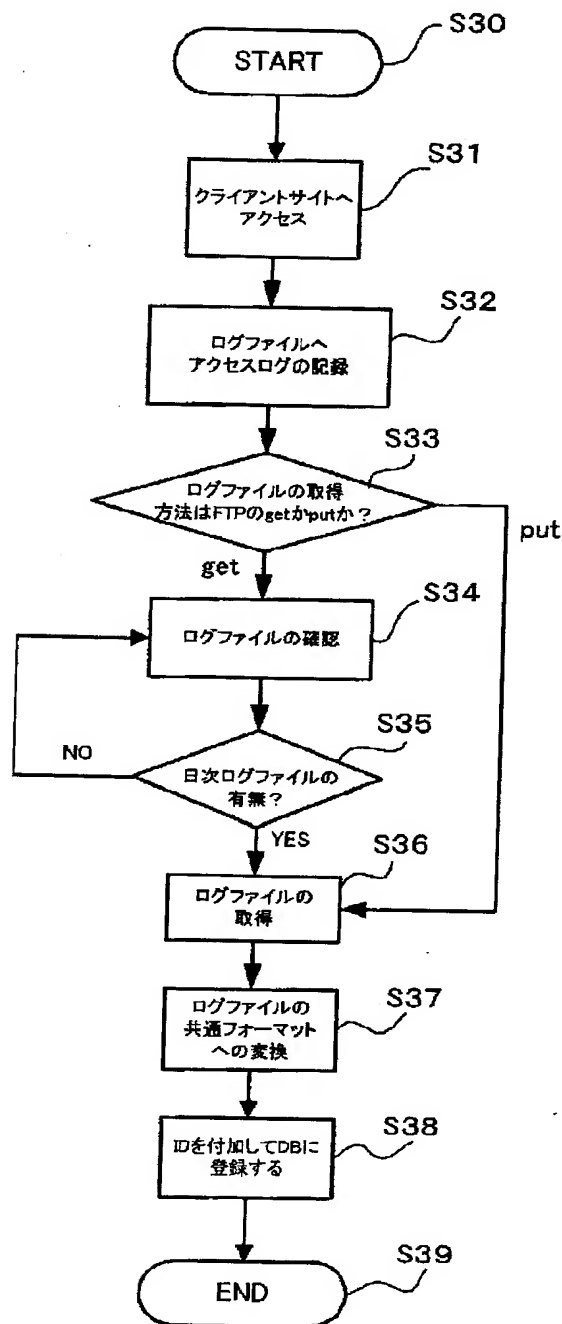 S30
START
S31
クライアントサイトへ
アクセス
S32
ログファイルへ
アクセスログの記録
S33
ログファイルの取得
方法はFTPのgetかputか？
put
get
S34
ログファイルの確認
S35
NO
日次ログファイルの
有無？
YES
S36
ログファイルの
取得
S37
ログファイルの
共通フォーマット
への変換
S38
IDを付加してDBに
登録する
S39
END